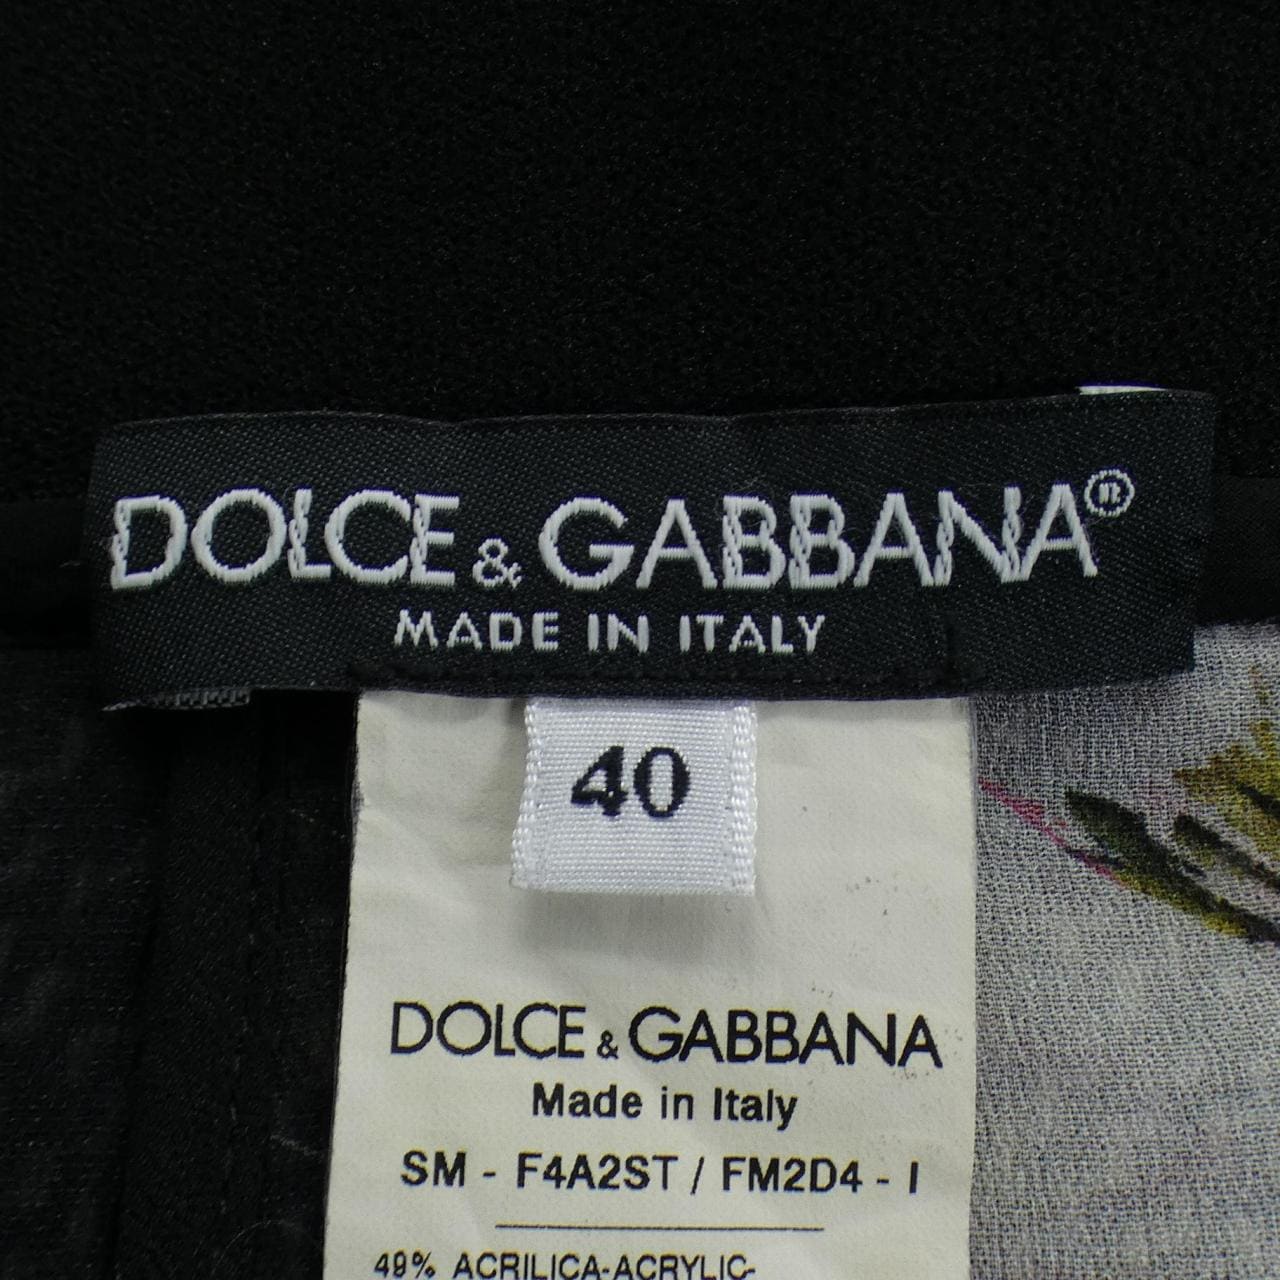 DOLCE & GABBANA®
MADE IN ITALY
40
DOLCE & GABBANA
Made in Italy
SM - F4A2ST / FM2D4 - I
49% ACRILICA-ACRYLIC-